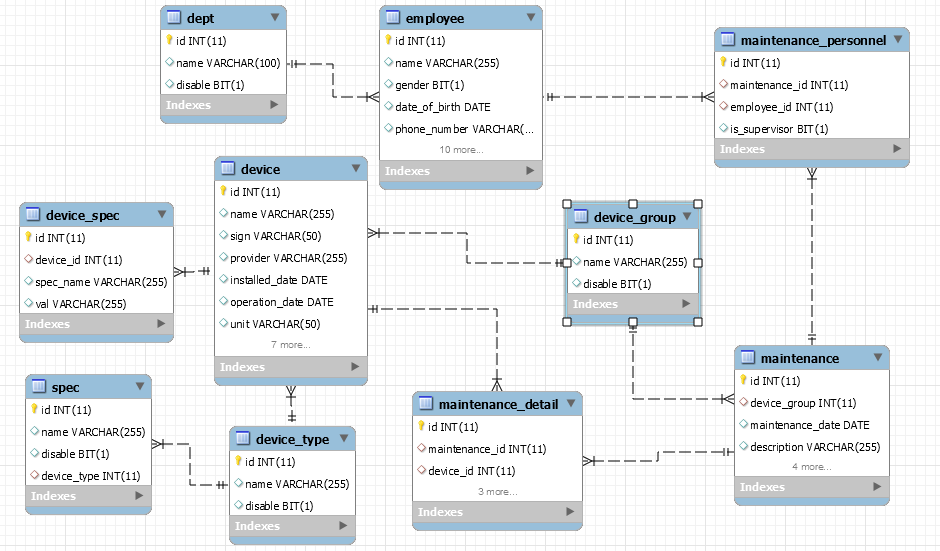 dept
id INT(11)
name VARCHAR(100)
disable BIT(1)
Indexes
employee
id INT(11)
name VARCHAR(255)
gender BIT(1)
date_of_birth DATE
phone_number VARCHAR(...
10 more...
Indexes
maintenance_personnel
id INT(11)
maintenance_id INT(11)
employee_id INT(11)
is_supervisor BIT(1)
Indexes
device
id INT(11)
name VARCHAR(255)
sign VARCHAR(50)
provider VARCHAR(255)
installed_date DATE
operation_date DATE
unit VARCHAR(50)
7 more...
Indexes
device_spec
id INT(11)
device_id INT(11)
spec_name VARCHAR(255)
val VARCHAR(255)
Indexes
device_group
id INT(11)
name VARCHAR(255)
disable BIT(1)
Indexes
spec
id INT(11)
name VARCHAR(255)
disable BIT(1)
device_type INT(11)
Indexes
device_type
id INT(11)
name VARCHAR(255)
disable BIT(1)
Indexes
maintenance_detail
id INT(11)
maintenance_id INT(11)
device_id INT(11)
3 more...
Indexes
maintenance
id INT(11)
device_group INT(11)
maintenance_date DATE
description VARCHAR(255)
4 more...
Indexes